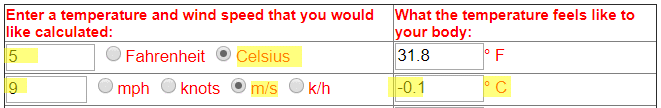 Enter a temperature and wind speed that you would
like calculated:
What the temperature feels like to
your body:
5 Fahrenheit Celsius
31.8 ° F
9 mph knots m/s k/h
-0.1 ° C